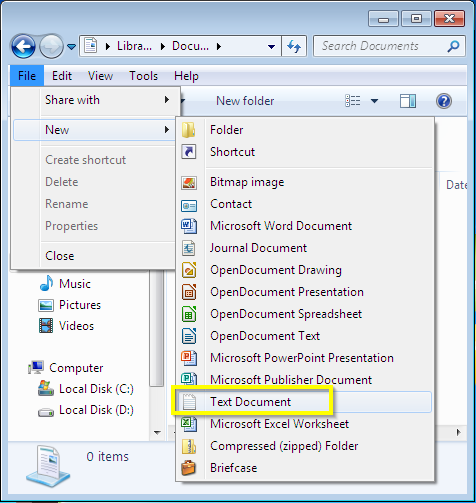 Libra... Docu...
Search Documents
File Edit View Tools Help
Share with
New
Create shortcut
Delete
Rename
Properties
Close
New folder
Folder
Shortcut
Bitmap image
Contact
Microsoft Word Document
Journal Document
OpenDocument Drawing
OpenDocument Presentation
OpenDocument Spreadsheet
OpenDocument Text
Microsoft PowerPoint Presentation
Microsoft Publisher Document
Text Document
Microsoft Excel Worksheet
Compressed (zipped) Folder
Briefcase
Date
Music
Pictures
Videos
Computer
Local Disk (C:)
Local Disk (D:)
0 items